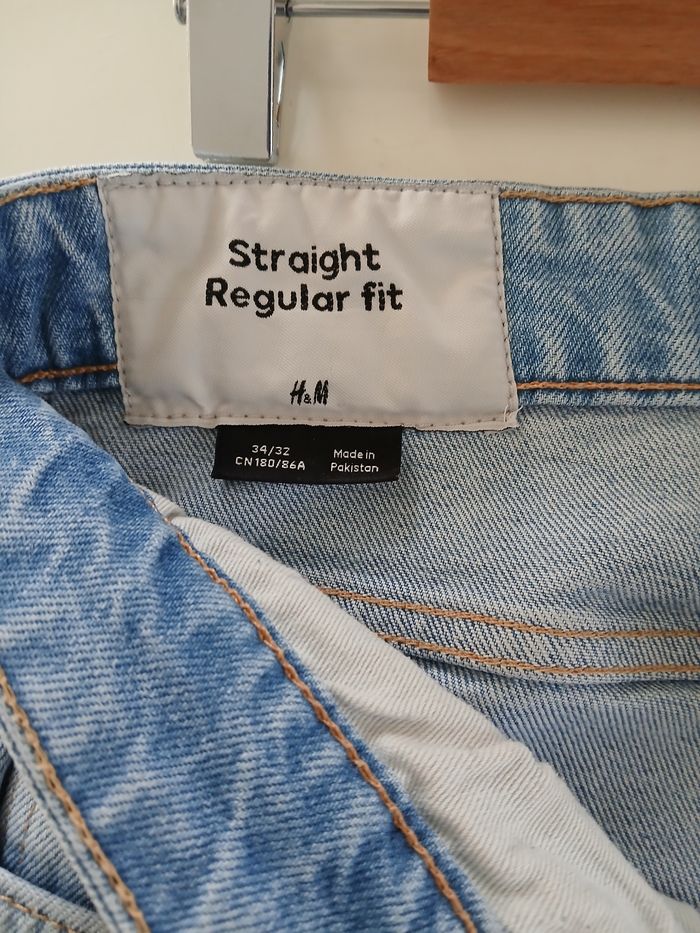 Straight
Regular fit
H&M
34/32
CN180/86A
Made in
Pakistan